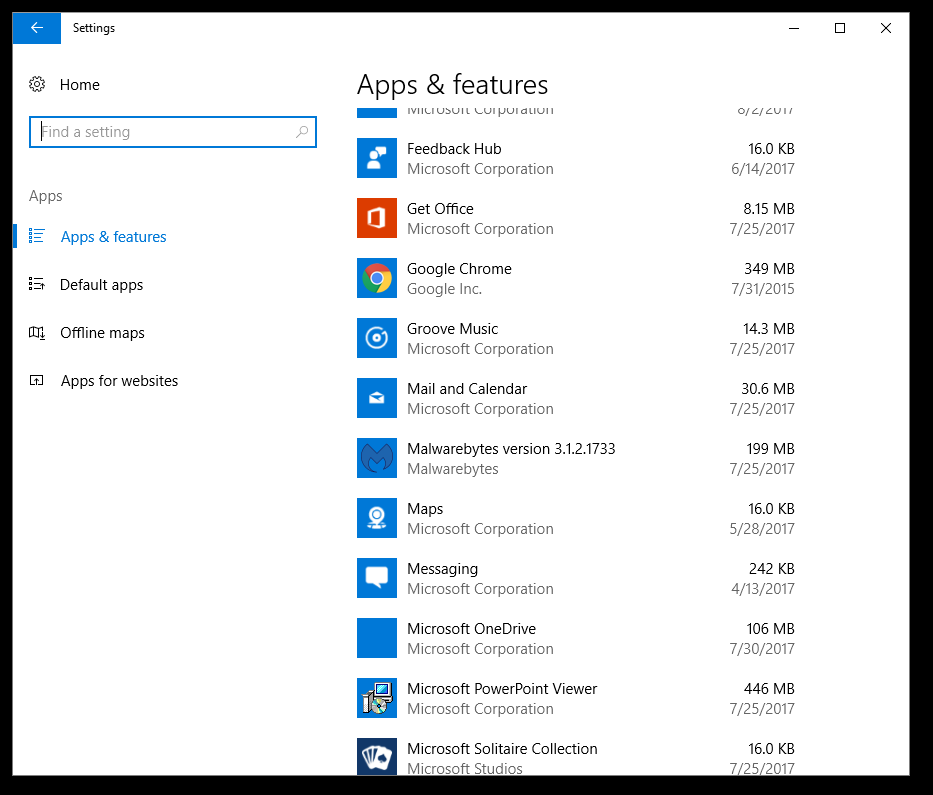 Settings
Home
Find a setting
Apps
Apps & features
Default apps
Offline maps
Apps for websites
Apps & features
Microsoft Corporation 8/2/2017
Feedback Hub 16.0 KB
Microsoft Corporation 6/14/2017
Get Office 8.15 MB
Microsoft Corporation 7/25/2017
Google Chrome 349 MB
Google Inc. 7/31/2015
Groove Music 14.3 MB
Microsoft Corporation 7/25/2017
Mail and Calendar 30.6 MB
Microsoft Corporation 7/25/2017
Malwarebytes version 3.1.2.1733 199 MB
Malwarebytes 7/25/2017
Maps 16.0 KB
Microsoft Corporation 5/28/2017
Messaging 242 KB
Microsoft Corporation 4/13/2017
Microsoft OneDrive 106 MB
Microsoft Corporation 7/30/2017
Microsoft PowerPoint Viewer 446 MB
Microsoft Corporation 7/25/2017
Microsoft Solitaire Collection 16.0 KB
Microsoft Studios 7/25/2017